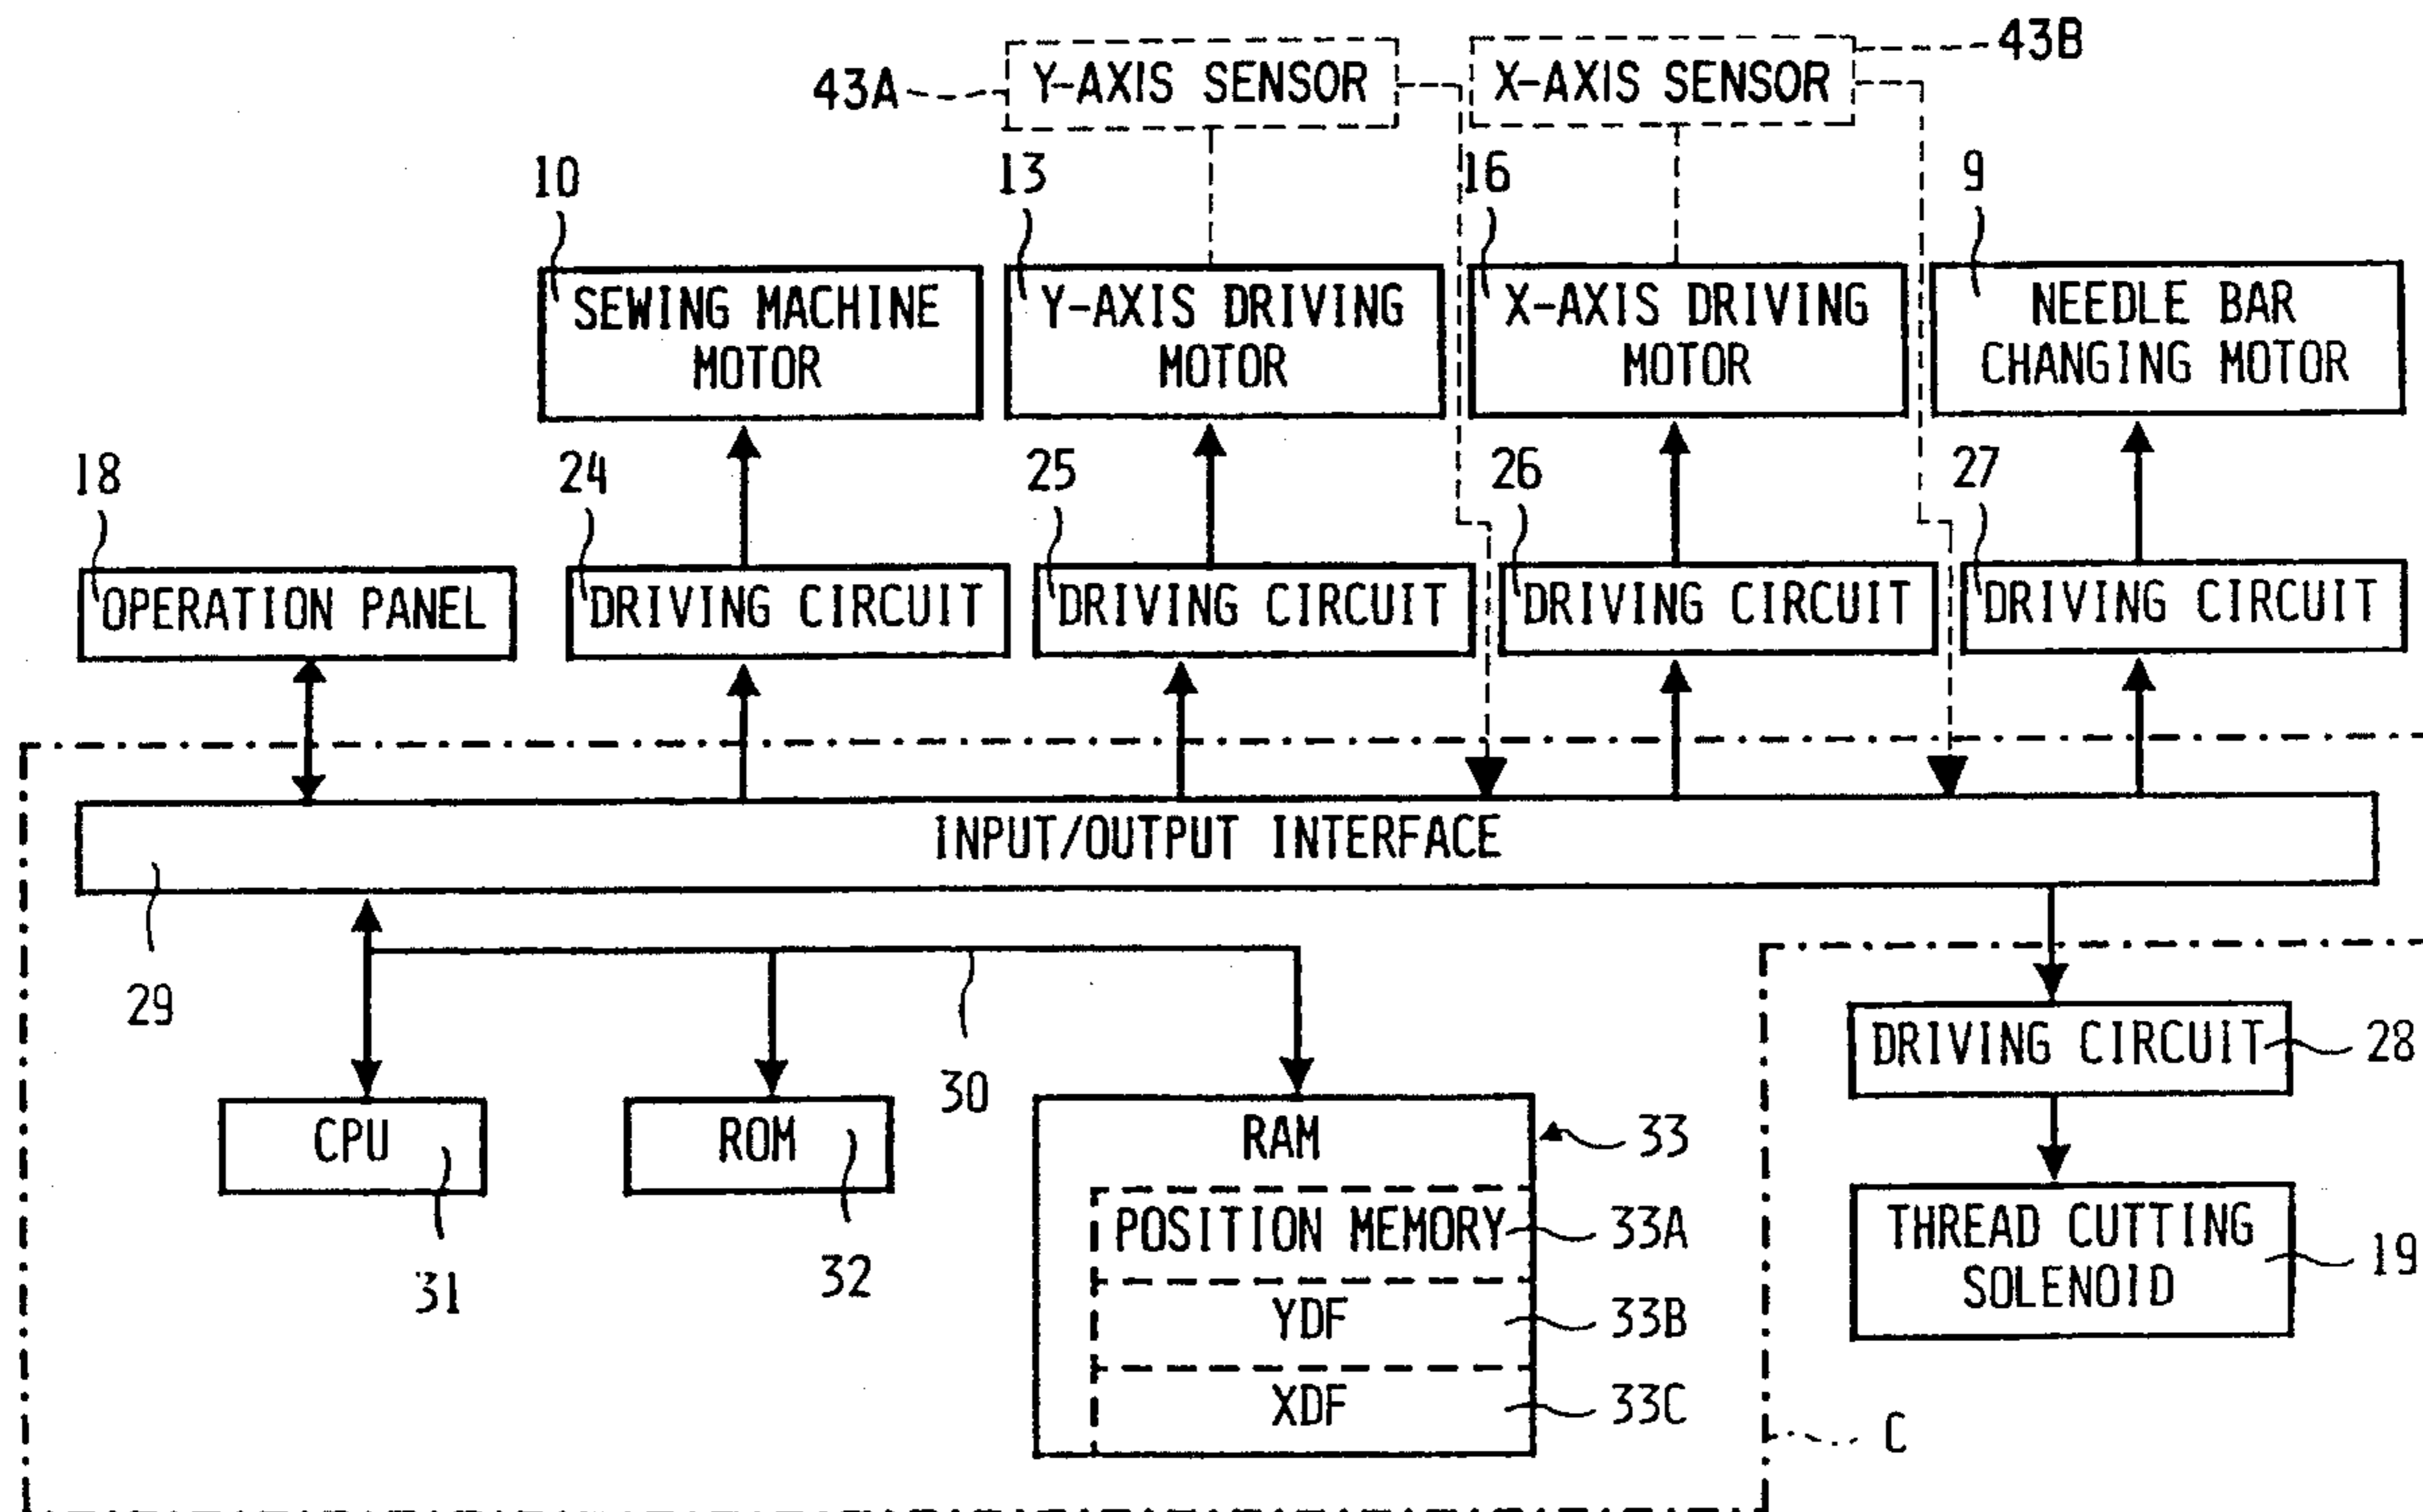 43A
Y-AXIS SENSOR
X-AXIS SENSOR
43B
10
13
16
9
SEWING MACHINE
MOTOR
Y-AXIS DRIVING
MOTOR
X-AXIS DRIVING
MOTOR
NEEDLE BAR
CHANGING MOTOR
18
24
25
26
27
OPERATION PANEL
DRIVING CIRCUIT
DRIVING CIRCUIT
DRIVING CIRCUIT
DRIVING CIRCUIT
INPUT/OUTPUT INTERFACE
29
30
DRIVING CIRCUIT
28
CPU
31
ROM
32
RAM
33
POSITION MEMORY
33A
YDF
33B
XDF
33C
THREAD CUTTING
SOLENOID
19
C